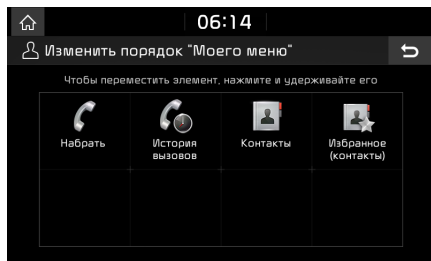 06:14
Изменить порядок "Моего меню"
Чтобы переместить элемент, нажмите и удерживайте его
Набрать
История
вызовов
Контакты
Избранное
(контакты)